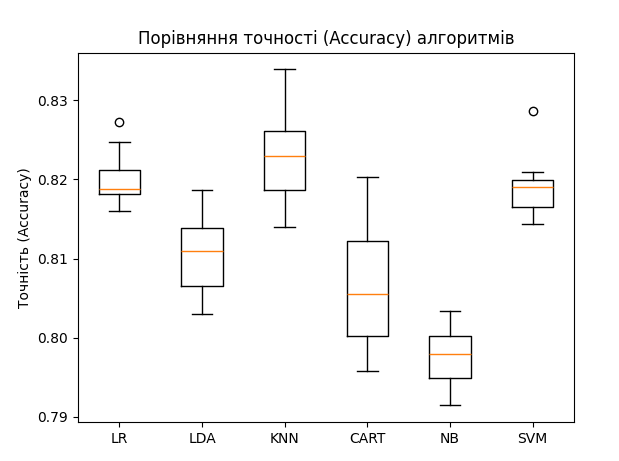 Порівняння точності (Accuracy) алгоритмів
Точність (Accuracy)
0.83
0.82
0.81
0.80
0.79
LR LDA KNN CART NB SVM